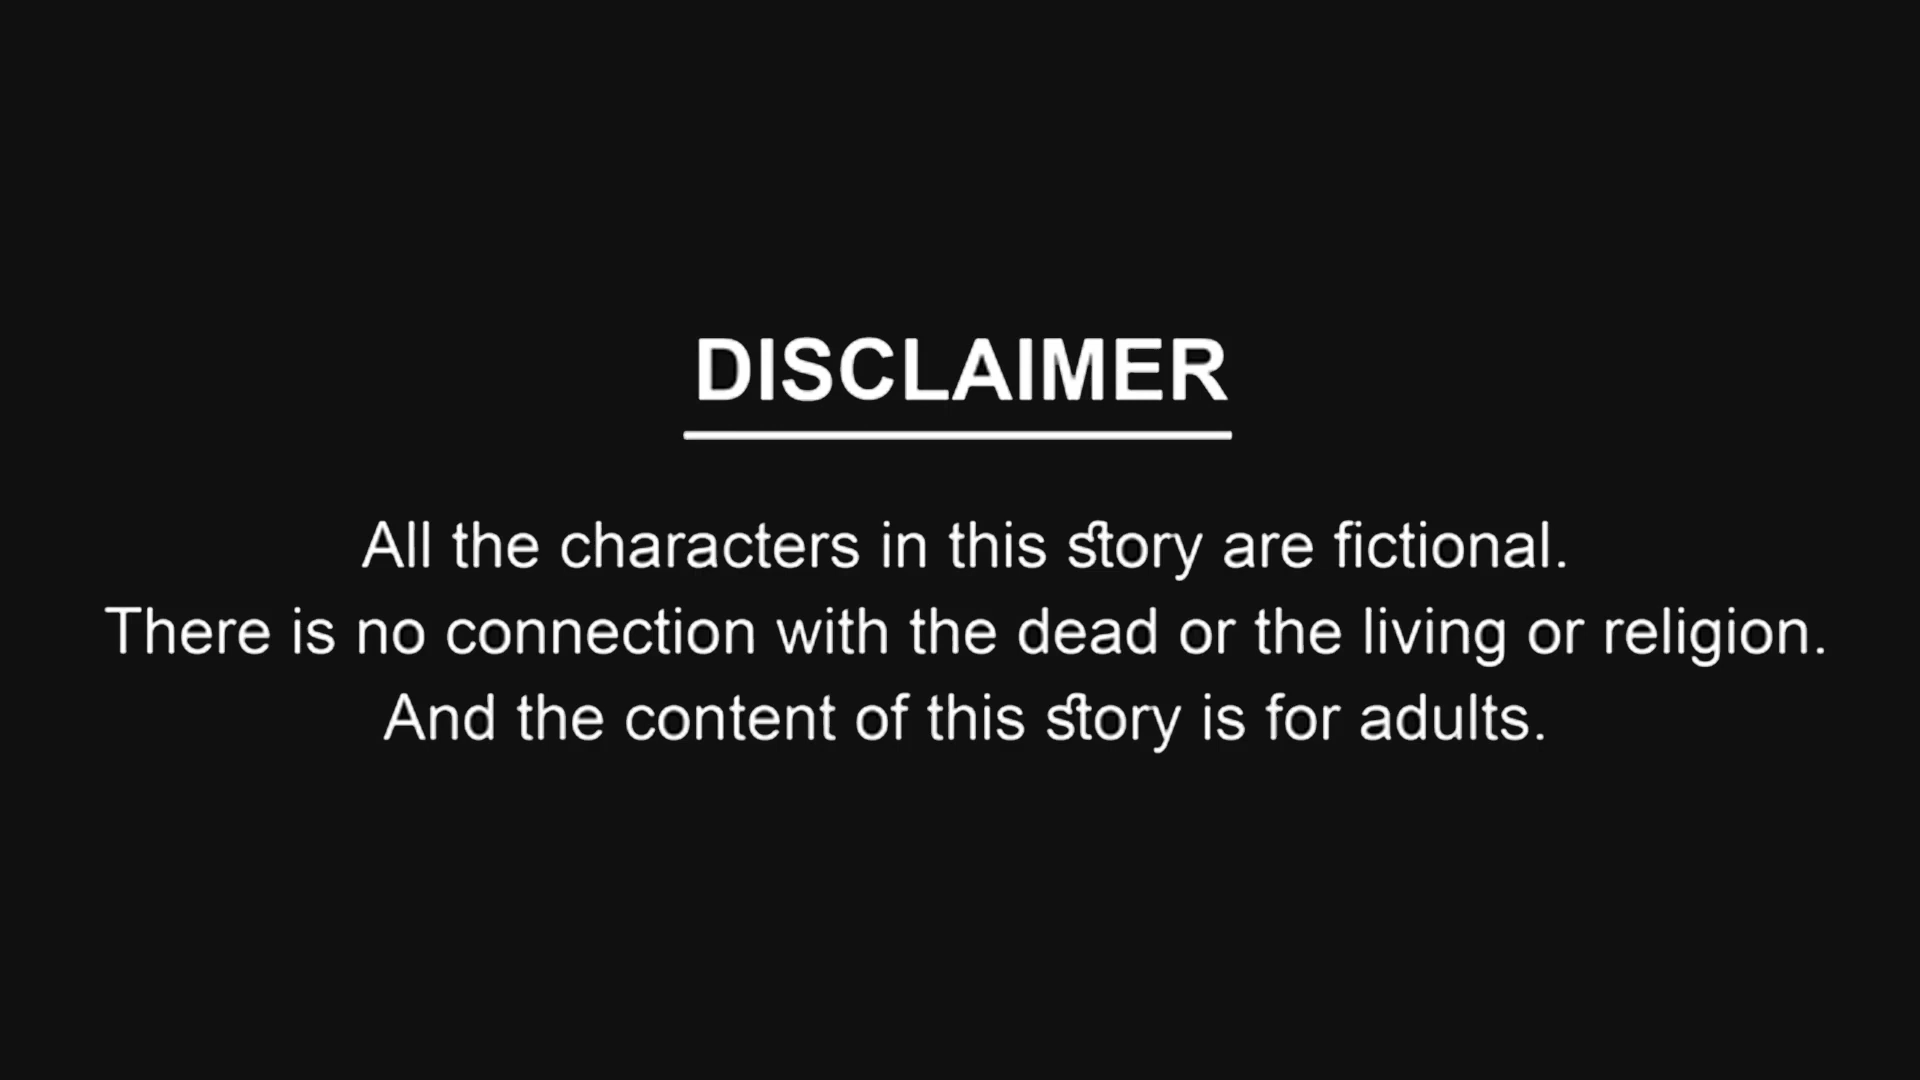 DISCLAIMER
All the characters in this story are fictional.
There is no connection with the dead or the living or religion.
And the content of this story is for adults.